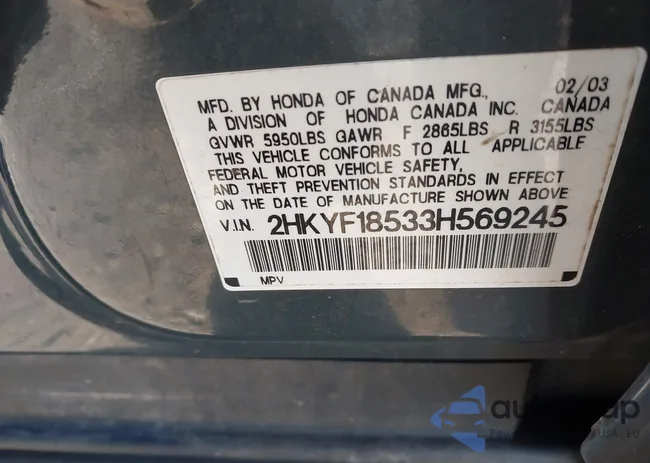 MFD. BY HONDA OF CANADA MFG., 02/03
A DIVISION OF HONDA CANADA INC. CANADA
GVWR 5950LBS GAWR F 2865LBS R 3155LBS
THIS VEHICLE CONFORMS TO ALL APPLICABLE
FEDERAL MOTOR VEHICLE SAFETY,
AND THEFT PREVENTION STANDARDS IN EFFECT
ON THE DATE OF MANUFACTURE SHOWN ABOVE
V.I.N. 2HKYF18533H569245
MPV